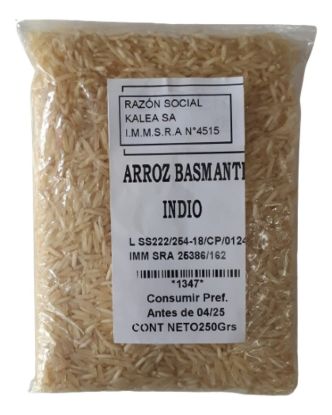 RAZÓN SOCIAL
KALEA SA
I.M.M.S.R.A N°4515
ARROZ BASMANTI
INDIO
L SS222/254-18/CP/0124
IMM SRA 25386/162
*1347*
Consumir Pref.
Antes de 04/25
CONT NETO250Grs